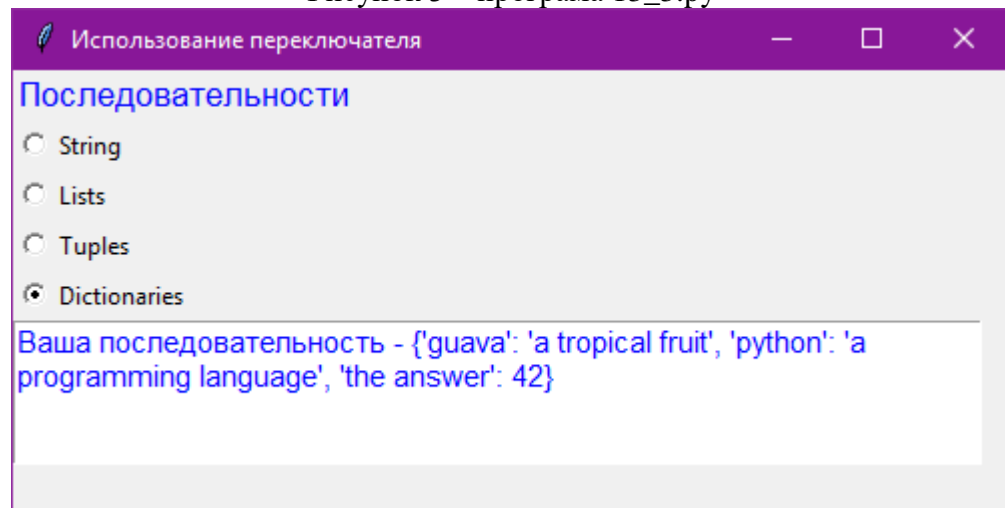 Использование переключателя
Последовательности
String
Lists
Tuples
Dictionaries
Ваша последовательность - {'guava': 'a tropical fruit', 'python': 'a
programming language', 'the answer': 42}